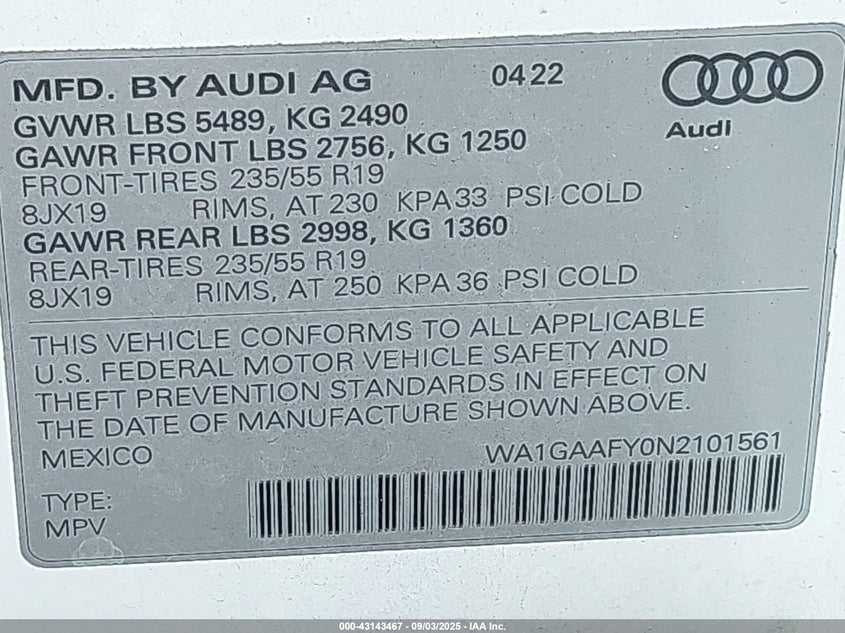 MFD. BY AUDI AG 04 22
Audi
GVWR LBS 5489, KG 2490
GAWR FRONT LBS 2756, KG 1250
FRONT-TIRES 235/55 R19
8JX19 RIMS, AT 230 KPA 33 PSI COLD
GAWR REAR LBS 2998, KG 1360
REAR-TIRES 235/55 R19
8JX19 RIMS, AT 250 KPA 36 PSI COLD
THIS VEHICLE CONFORMS TO ALL APPLICABLE
U.S. FEDERAL MOTOR VEHICLE SAFETY AND
THEFT PREVENTION STANDARDS IN EFFECT ON
THE DATE OF MANUFACTURE SHOWN ABOVE.
MEXICO WA1GAAFY0N2101561
TYPE:
MPV
000-43143467 - 09/03/2025 - IAA Inc.